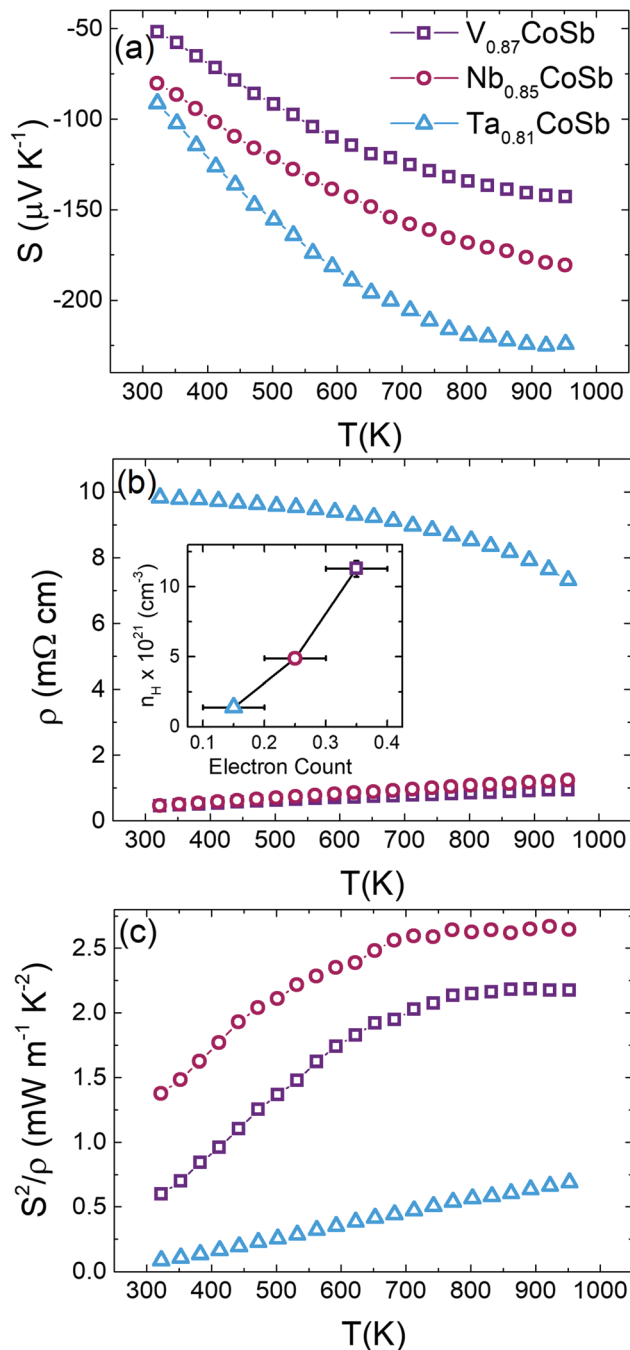 (a)
V0.87CoSb
Nb0.85CoSb
Ta0.81CoSb
-50
-100
-150
-200
S (μV K-1)
300 400 500 600 700 800 900 1000
T(K)
(b)
10
8
6
4
2
0
ρ (mΩ cm)
10
5
0
nH x 1021 (cm-3)
0.1 0.2 0.3 0.4
Electron Count
300 400 500 600 700 800 900 1000
T(K)
(c)
2.5
2.0
1.5
1.0
0.5
0.0
S2/ρ (mW m-1 K-2)
300 400 500 600 700 800 900 1000
T(K)